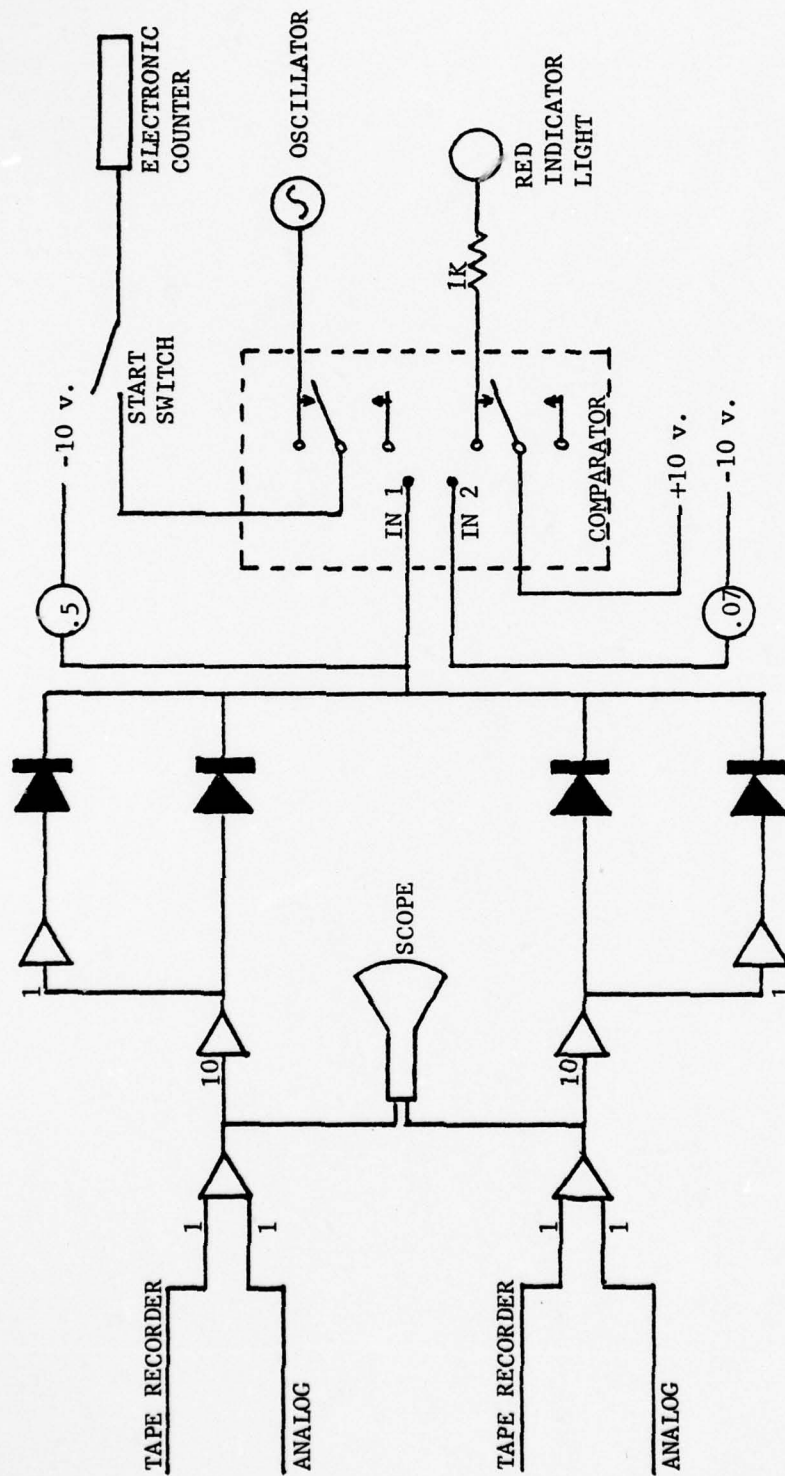 TAPE RECORDER
ANALOG
1
1
10
1
.5
-10 v.
START
SWITCH
ELECTRONIC
COUNTER
OSCILLATOR
SCOPE
IN 1
IN 2
COMPARATOR
1K
RED
INDICATOR
LIGHT
+10 v.
-10 v.
.07
TAPE RECORDER
ANALOG
1
1
10
1